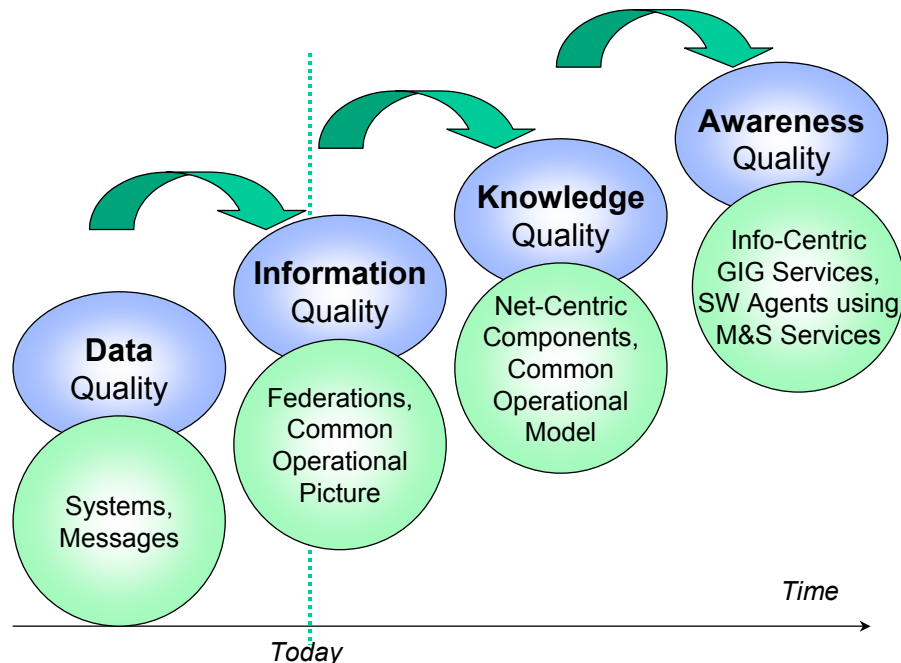 Data
Quality
Systems,
Messages
Information
Quality
Federations,
Common
Operational
Picture
Knowledge
Quality
Net-Centric
Components,
Common
Operational
Model
Awareness
Quality
Info-Centric
GIG Services,
SW Agents using
M&S Services
Time
Today